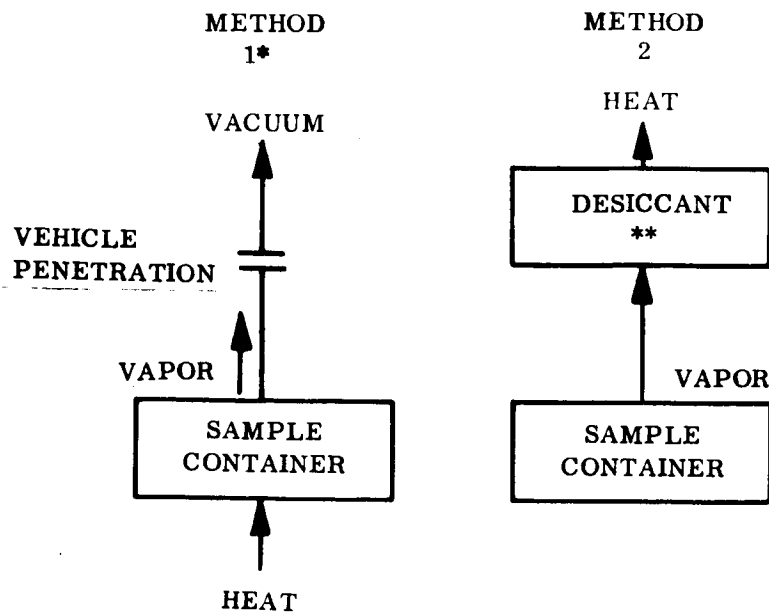 METHOD
1*
VACUUM
VEHICLE
PENETRATION
VAPOR
SAMPLE
CONTAINER
HEAT
METHOD
2
HEAT
DESICCANT
**
VAPOR
SAMPLE
CONTAINER